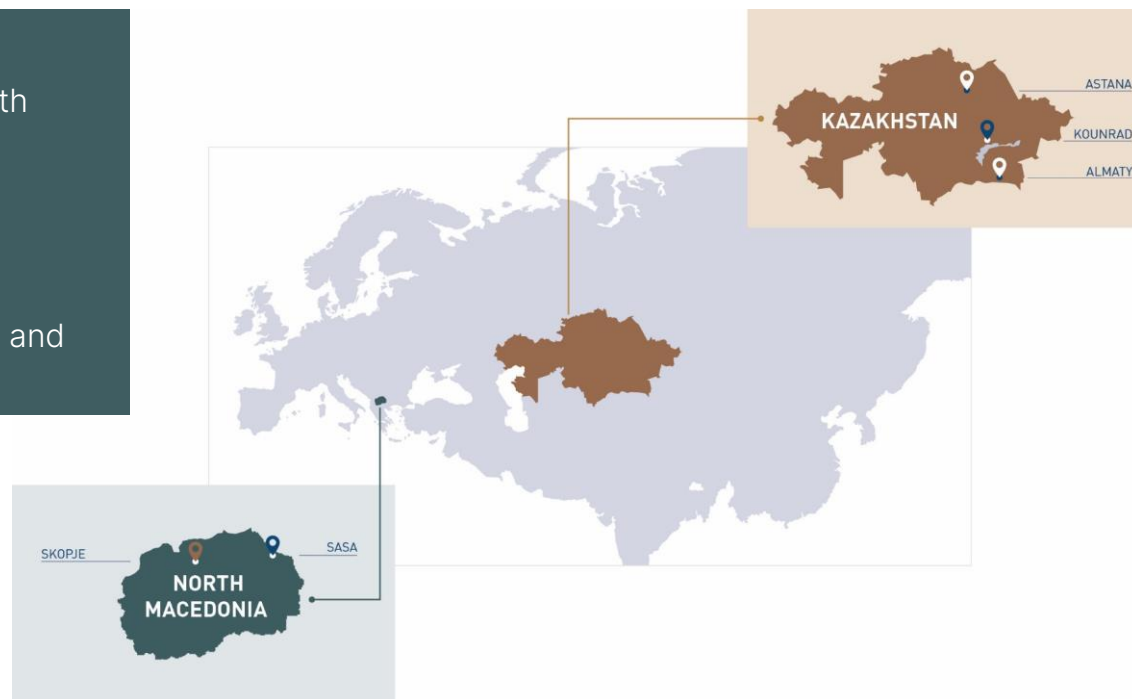 th
and
KAZAKHSTAN
ASTANA
KOUNRAD
ALMATY
SKOPJE
SASA
NORTH
MACEDONIA